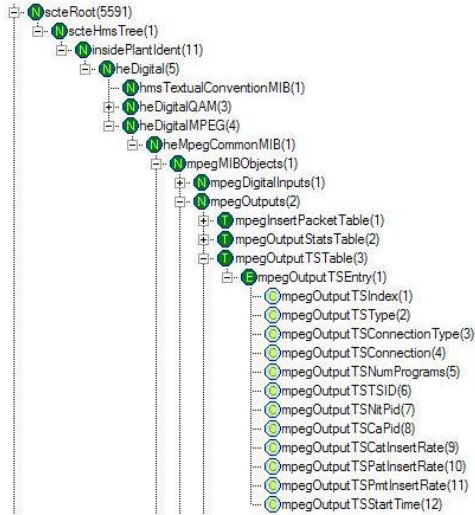 N scteRoot(5591)
N scteHmsTree(1)
N insidePlantIdent(11)
N heDigital(5)
N hmsTextualConventionMIB(1)
N heDigitalQAM(3)
N heDigitalMPEG(4)
N heMpegCommonMIB(1)
N mpegMIBObjects(1)
N mpegDigitalInputs(1)
N mpegOutputs(2)
T mpegInsertPacketTable(1)
T mpegOutputStatsTable(2)
T mpegOutputTSTable(3)
E mpegOutputTSEntry(1)
C mpegOutputTSIndex(1)
C mpegOutputTSType(2)
C mpegOutputTSConnectionType(3)
C mpegOutputTSConnection(4)
C mpegOutputTSNumPrograms(5)
C mpegOutputTSTSID(6)
C mpegOutputTSNitPid(7)
C mpegOutputTSCaPid(8)
C mpegOutputTSCatInsertRate(9)
C mpegOutputTSPatInsertRate(10)
C mpegOutputTSPmtInsertRate(11)
C mpegOutputTSStartTime(12)